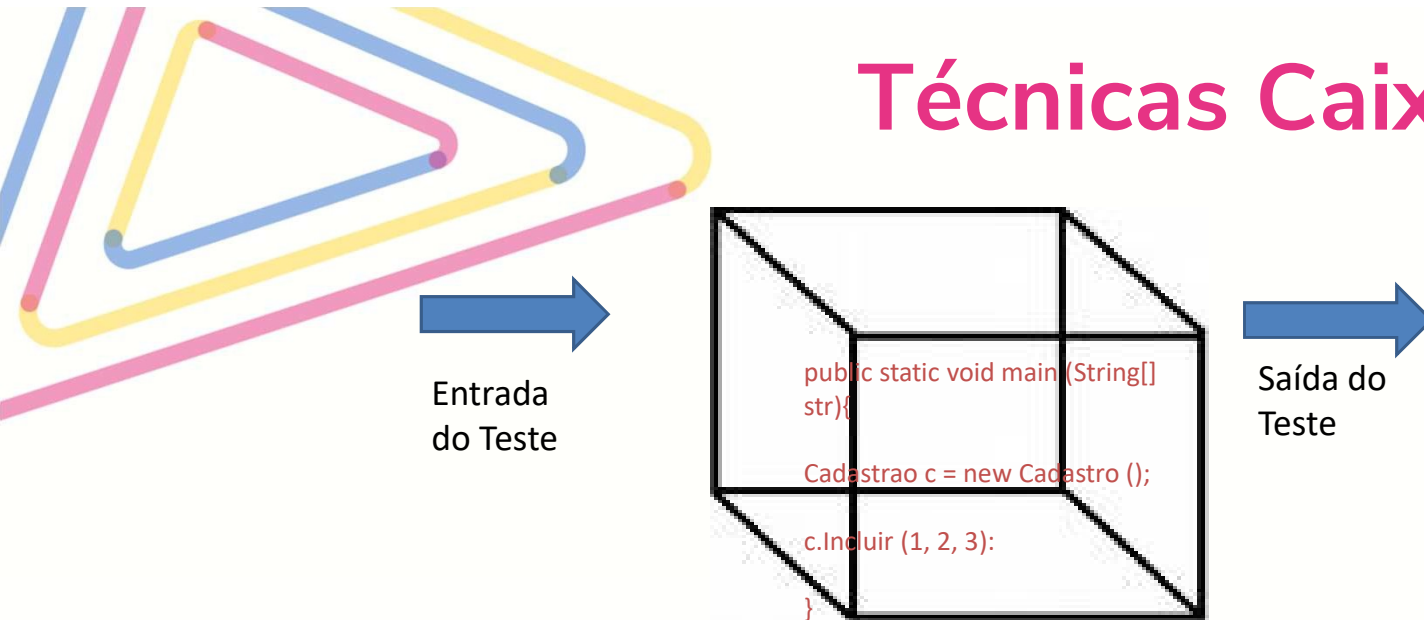 Técnicas Caix
Entrada
do Teste
public static void main (String[]
str){
Cadastrao c = new Cadastro ();
c.Incluir (1, 2, 3):
}
Saída do
Teste